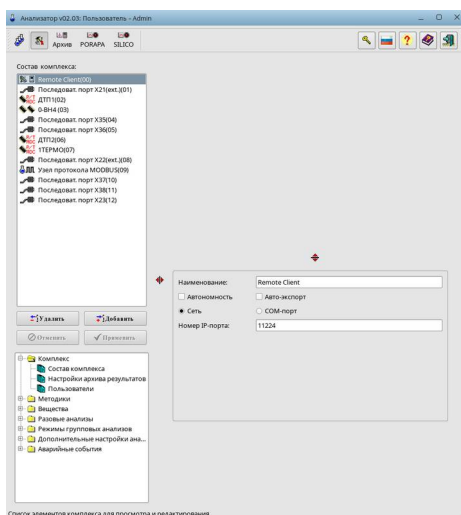 Анализатор v02.03: Пользователь - Admin
Архив PORAPA SILICO
Состав комплекса:
Remote Client(00)
Последоват. порт X21(ext.)(01)
ДТП1(02)
0-ВН4 (03)
Последоват. порт X35(04)
Последоват. порт X36(05)
ДТП2(06)
1ТЕРМО(07)
Последоват. порт X22(ext.)(08)
Узел протокола MODBUS(09)
Последоват. порт X37(10)
Последоват. порт X38(11)
Последоват. порт X23(12)
Наименование: Remote Client
Автономность Авто-экспорт
Сеть COM-порт
Номер IP-порта: 11224
Удалить Добавить
Отменить Применить
Комплекс
Состав комплекса
Настройки архива результатов
Пользователи
Методики
Вещества
Разовые анализы
Режимы групповых анализов
Дополнительные настройки ана...
Аварийные события
Список элементов комплекса для просмотра и редактирования